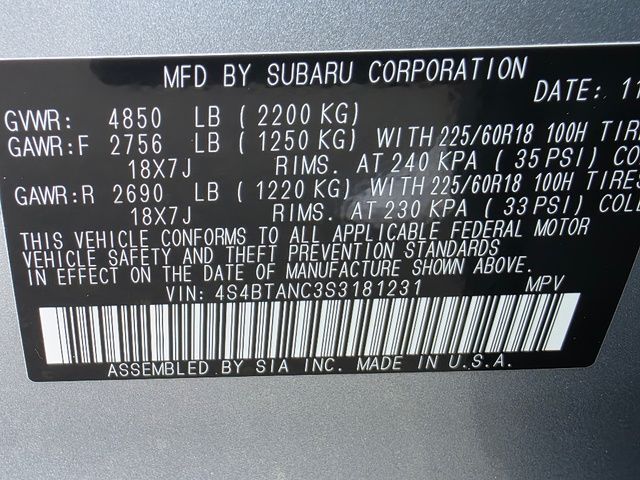 MFD BY SUBARU CORPORATION
DATE: 11
GVWR: 4850 LB ( 2200 KG)
GAWR:F 2756 LB ( 1250 KG) WITH 225/60R18 100H TIRE
18X7J RIMS. AT 240 KPA ( 35 PSI) CO
GAWR:R 2690 LB ( 1220 KG) WITH 225/60R18 100H TIRES
18X7J RIMS. AT 230 KPA ( 33 PSI) COLD
THIS VEHICLE CONFORMS TO ALL APPLICABLE FEDERAL MOTOR
VEHICLE SAFETY AND THEFT PREVENTION STANDARDS
IN EFFECT ON THE DATE OF MANUFACTURE SHOWN ABOVE.
VIN: 4S4BTANC3S3181231 MPV
ASSEMBLED BY SIA INC. MADE IN U.S.A.